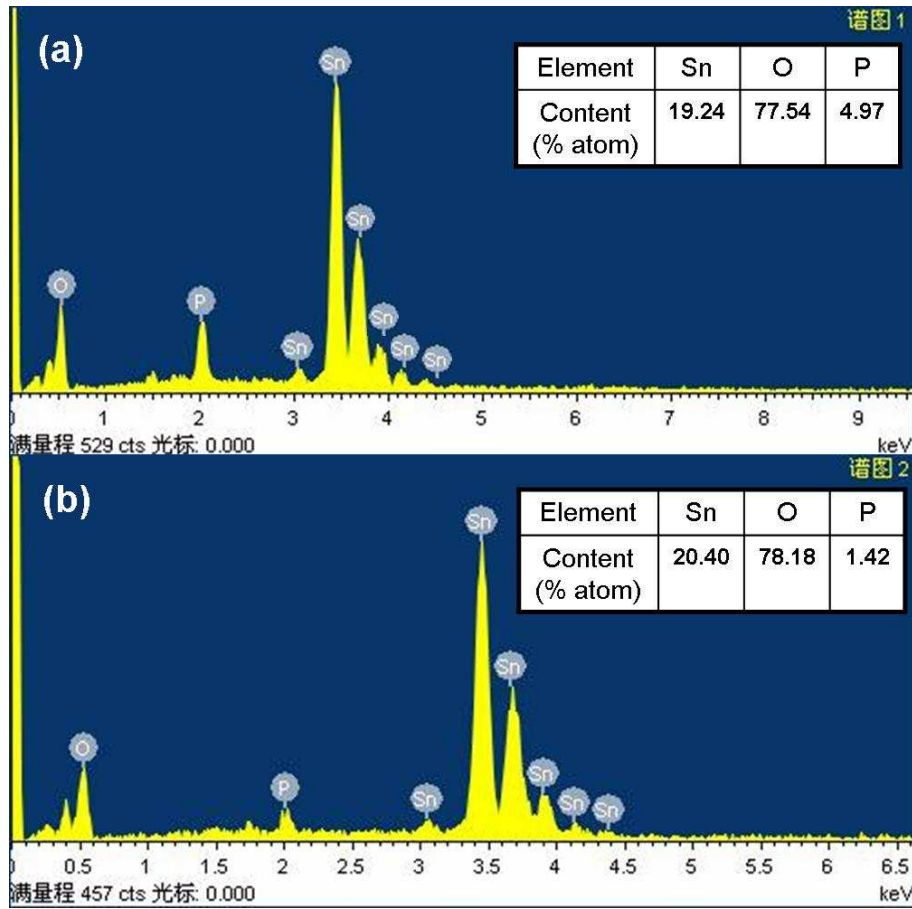 谱图 1
(a)
Element Sn O P
Content (% atom) 19.24 77.54 4.97
Sn
Sn
O
P
Sn
Sn
Sn
Sn
0 1 2 3 4 5 6 7 8 9
满量程 529 cts 光标: 0.000 keV
谱图 2
(b)
Element Sn O P
Content (% atom) 20.40 78.18 1.42
Sn
Sn
O
P
Sn
Sn
Sn
Sn
0 0.5 1 1.5 2 2.5 3 3.5 4 4.5 5 5.5 6 6.5
满量程 457 cts 光标: 0.000 keV